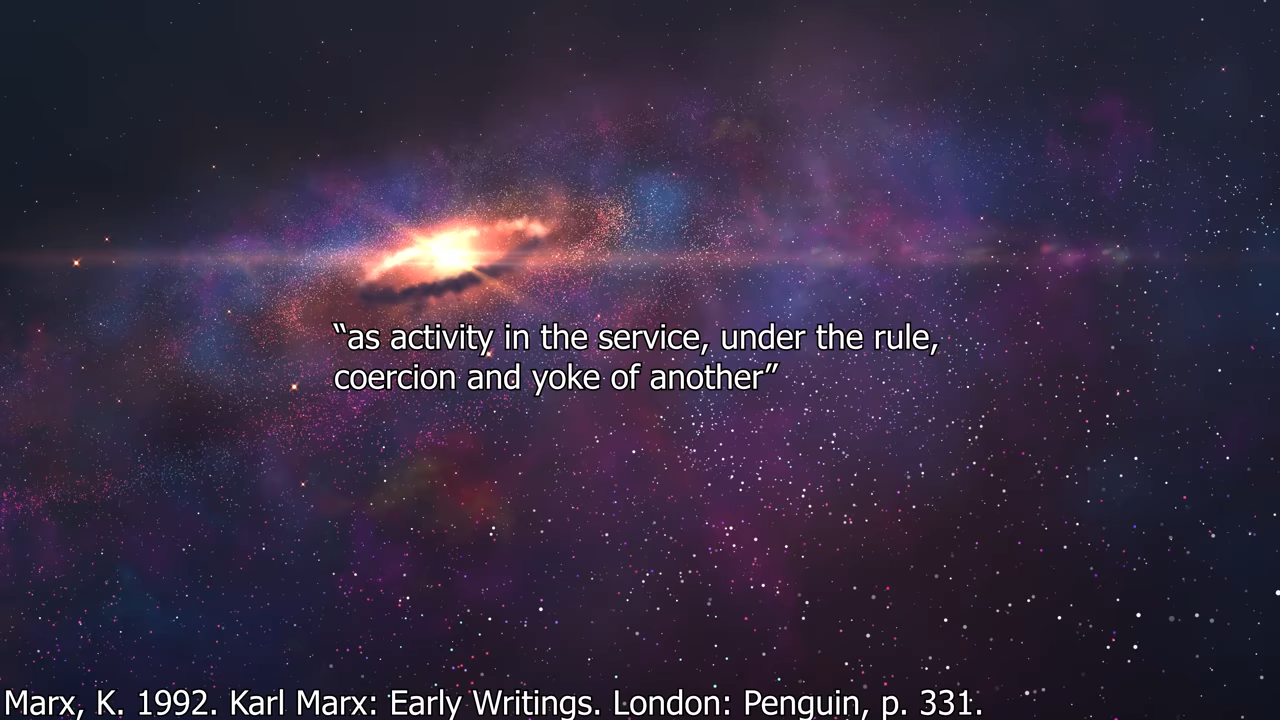 “as activity in the service, under the rule,
coercion and yoke of another”
Marx, K. 1992. Karl Marx: Early Writings. London: Penguin, p. 331.